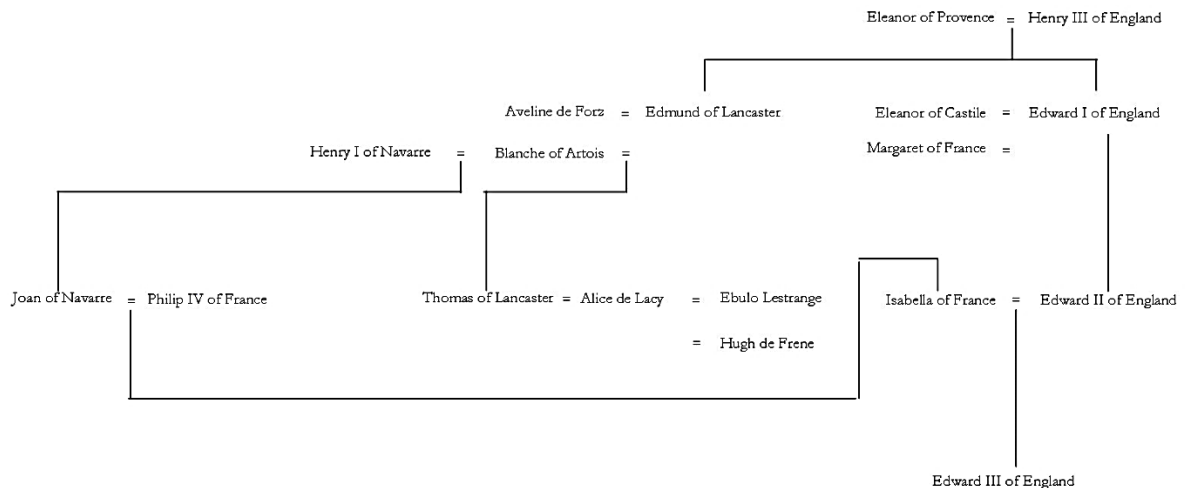 Eleanor of Provence = Henry III of England
Aveline de Forz = Edmund of Lancaster Eleanor of Castile = Edward I of England
Henry I of Navarre = Blanche of Artois = Margaret of France =
Joan of Navarre = Philip IV of France Thomas of Lancaster = Alice de Lacy = Ebulo Lestrange Isabella of France = Edward II of England
= Hugh de Frene
Edward III of England